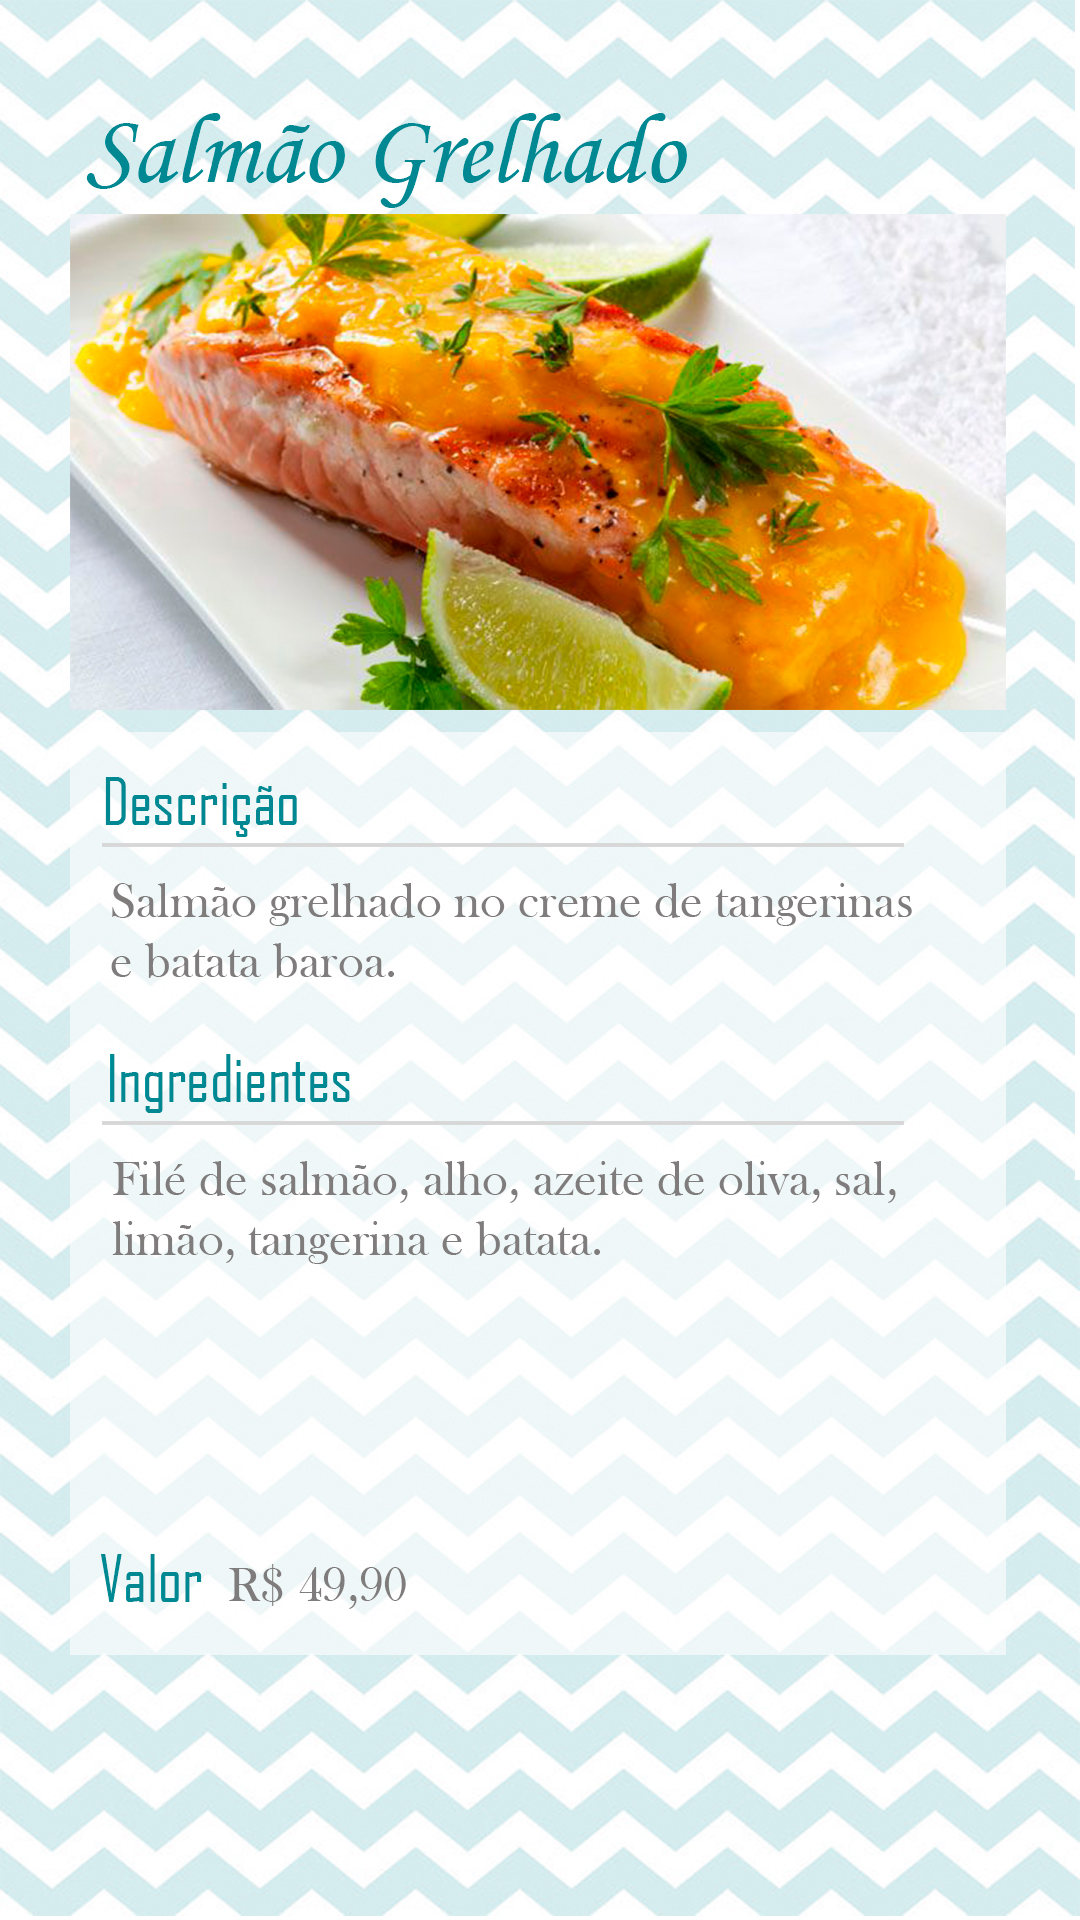 Salmão Grelhado
Descrição
Salmão grelhado no creme de tangerinas
e batata baroa.
Ingredientes
Filé de salmão, alho, azeite de oliva, sal,
limão, tangerina e batata.
Valor R$ 49,90